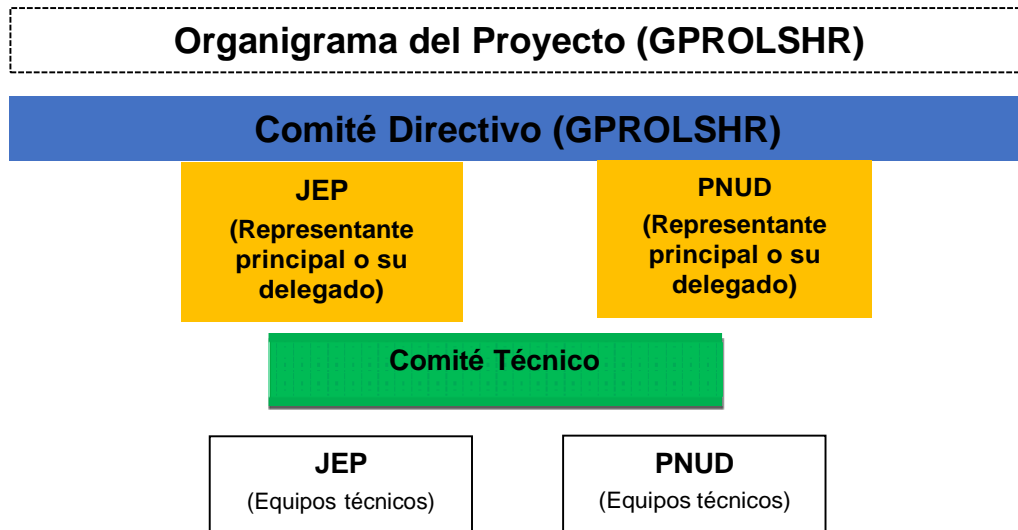 Organigrama del Proyecto (GPROLSHR)
Comité Directivo (GPROLSHR)
JEP
(Representante
principal o su
delegado)
PNUD
(Representante
principal o su
delegado)
Comité Técnico
JEP
(Equipos técnicos)
PNUD
(Equipos técnicos)